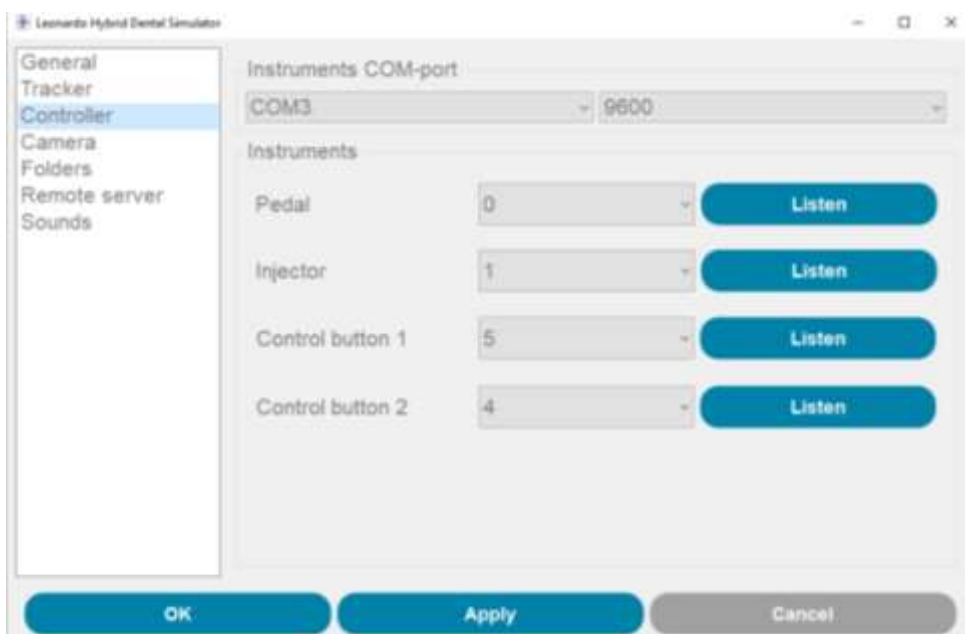 Leonardo Hybrid Dental Simulator
General
Tracker
Controller
Camera
Folders
Remote server
Sounds
Instruments COM-port
COM3 9600
Instruments
Pedal 0 Listen
Injector 1 Listen
Control button 1 5 Listen
Control button 2 4 Listen
OK Apply Cancel